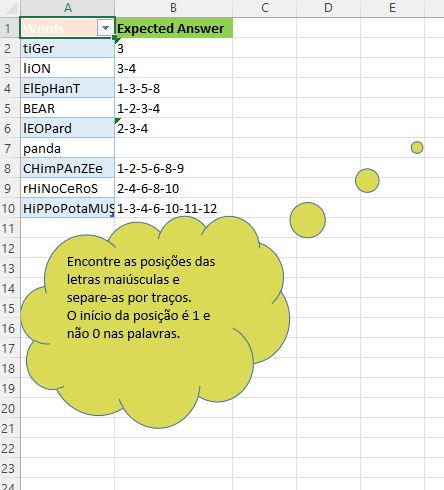 A B C D E
1 Words Expected Answer
2 tiGer 3
3 liON 3-4
4 ElEpHanT 1-3-5-8
5 BEAR 1-2-3-4
6 lEOPard 2-3-4
7 panda
8 CHimPAnZEe 1-2-5-6-8-9
9 rHiNoCeRoS 2-4-6-8-10
10 HiPPoPotaMUS 1-3-4-6-10-11-12
11
12
13
14
15
16
17
18
19
20
21
22
23
24
Encontre as posições das
letras maiúsculas e
separe-as por traços.
O início da posição é 1 e
não 0 nas palavras.